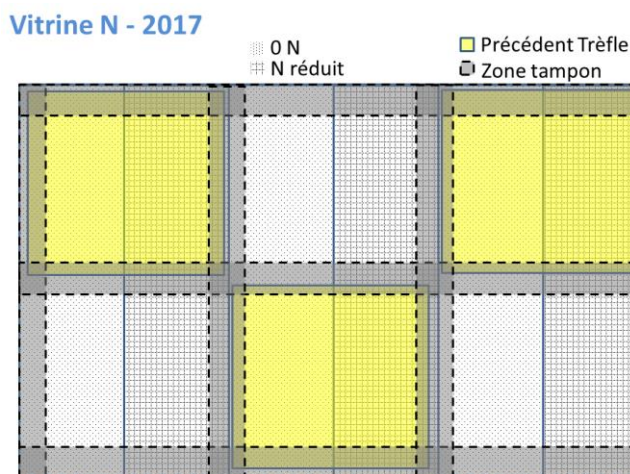 Vitrine N - 2017
0 N
N réduit
Précédent Trèfle
Zone tampon